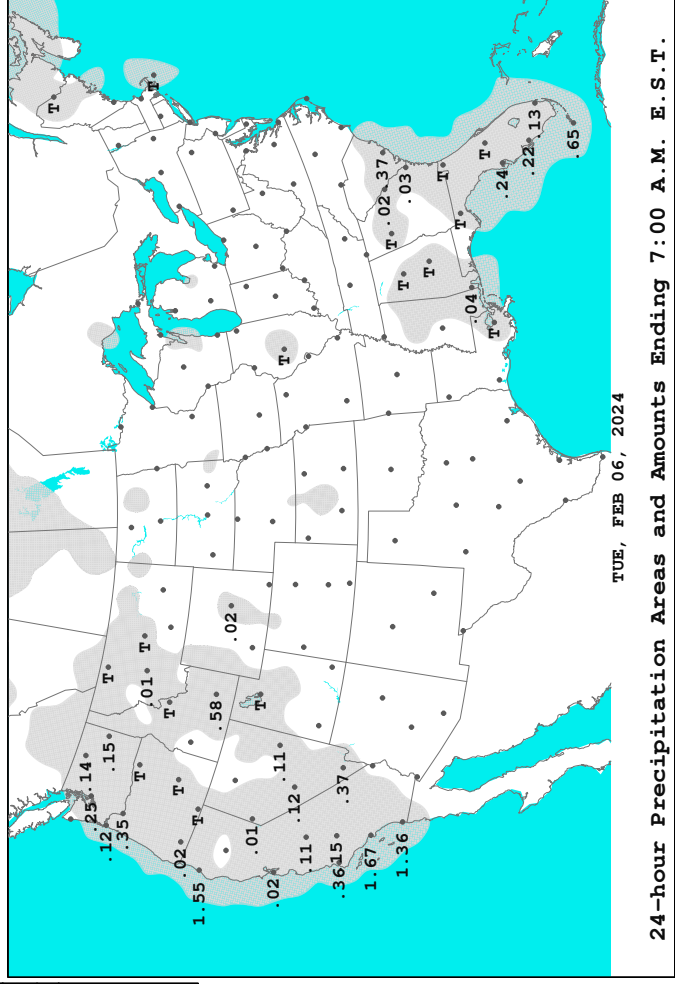 T
.14
.25
.12
.15
T
.35
T
T
.01
T
T
T
.02
1.55
T
.58
.02
.01
T
.02
.11
T
.12
.11
.36
.15
.37
1.67
.37
.02
T
1.36
T
.03
T
T
T
.04
T
T
.24
.22
.13
.65
TUE, FEB 06, 2024
24-hour Precipitation Areas and Amounts Ending 7:00 A.M. E.S.T.